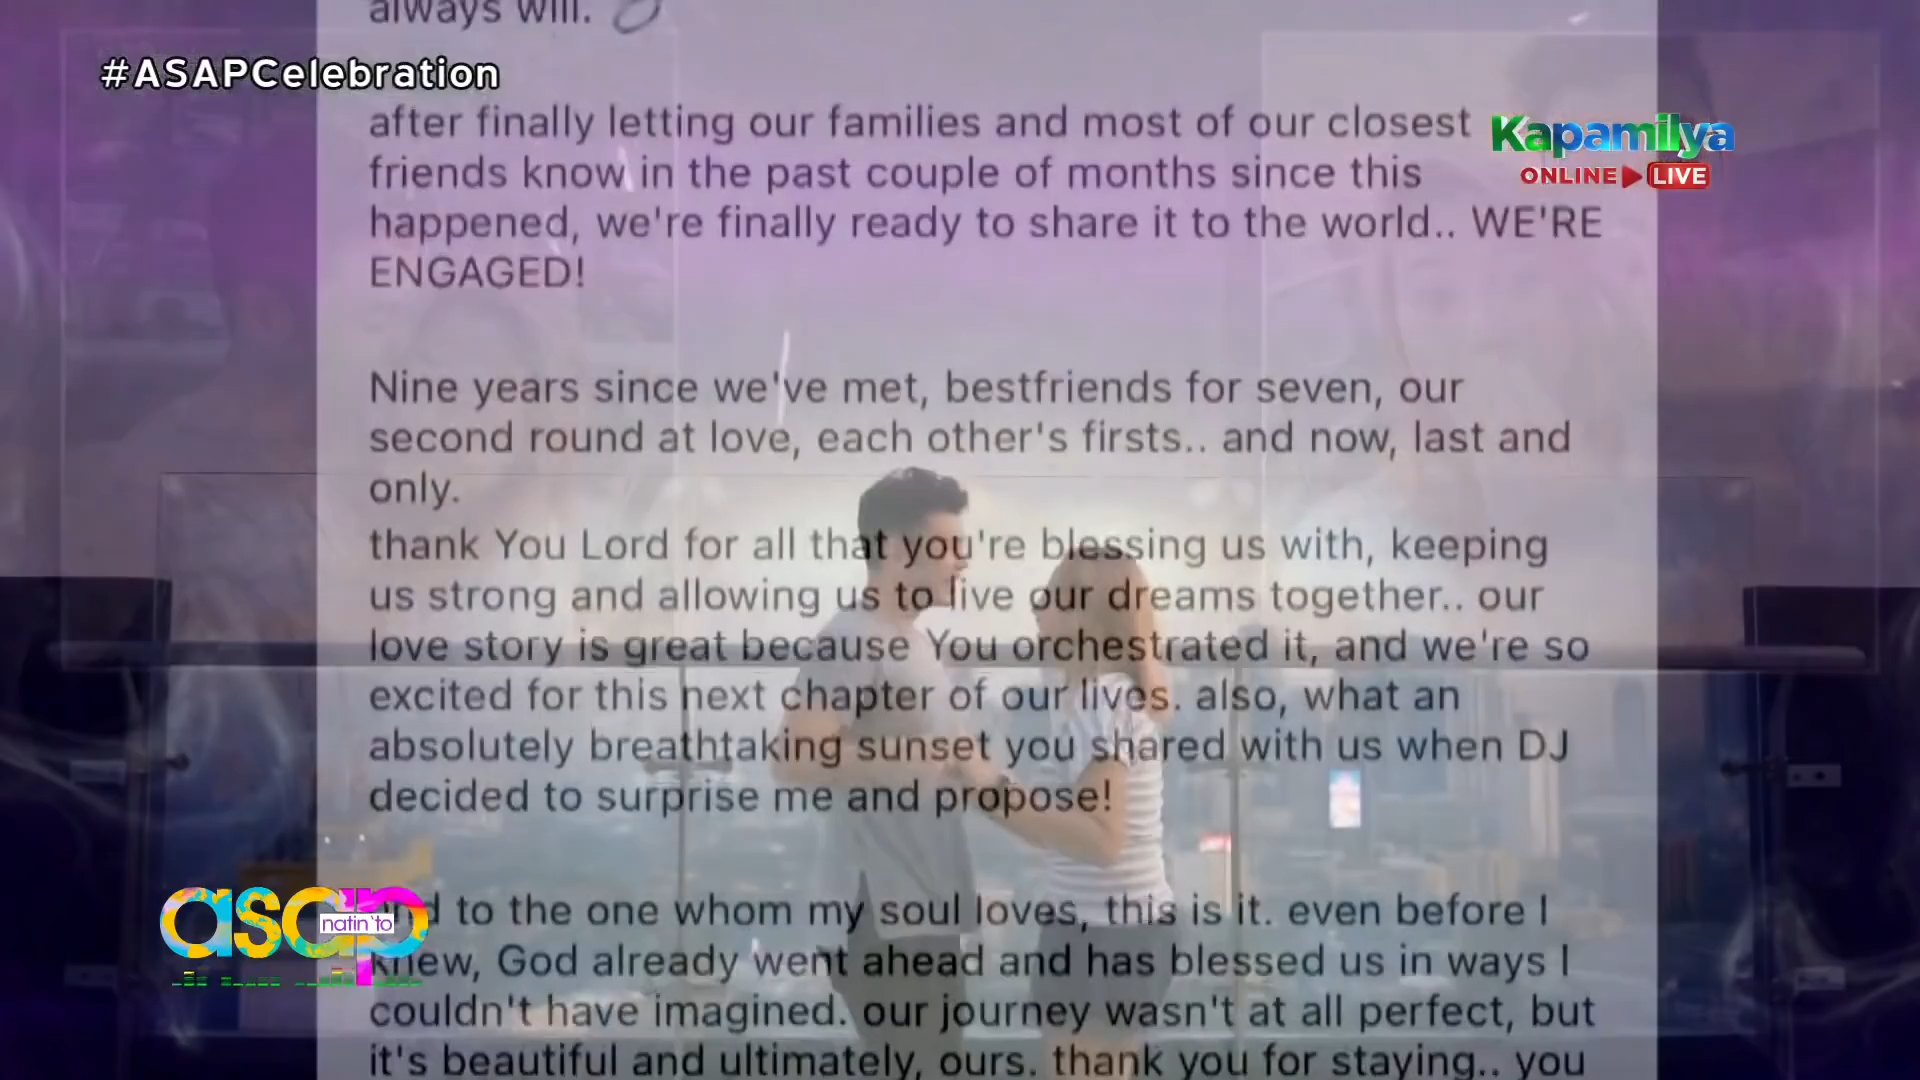 always will.
#ASAPCelebration
after finally letting our families and most of our closest
Kapamilya
friends know in the past couple of months since this
ONLINE LIVE
happened, we're finally ready to share it to the world.. WE'RE
ENGAGED!
Nine years since we've met, bestfriends for seven, our
second round at love, each other's firsts.. and now, last and
only.
thank You Lord for all that you're blessing us with, keeping
us strong and allowing us to live our dreams together.. our
love story is great because You orchestrated it, and we're so
excited for this next chapter of our lives. also, what an
absolutely breathtaking sunset you shared with us when DJ
decided to surprise me and propose!
to the one whom my soul loves, this is it. even before I
asap
natin 'to
knew, God already went ahead and has blessed us in ways I
couldn't have imagined. our journey wasn't at all perfect, but
it's beautiful and ultimately, ours. thank you for staying.. you